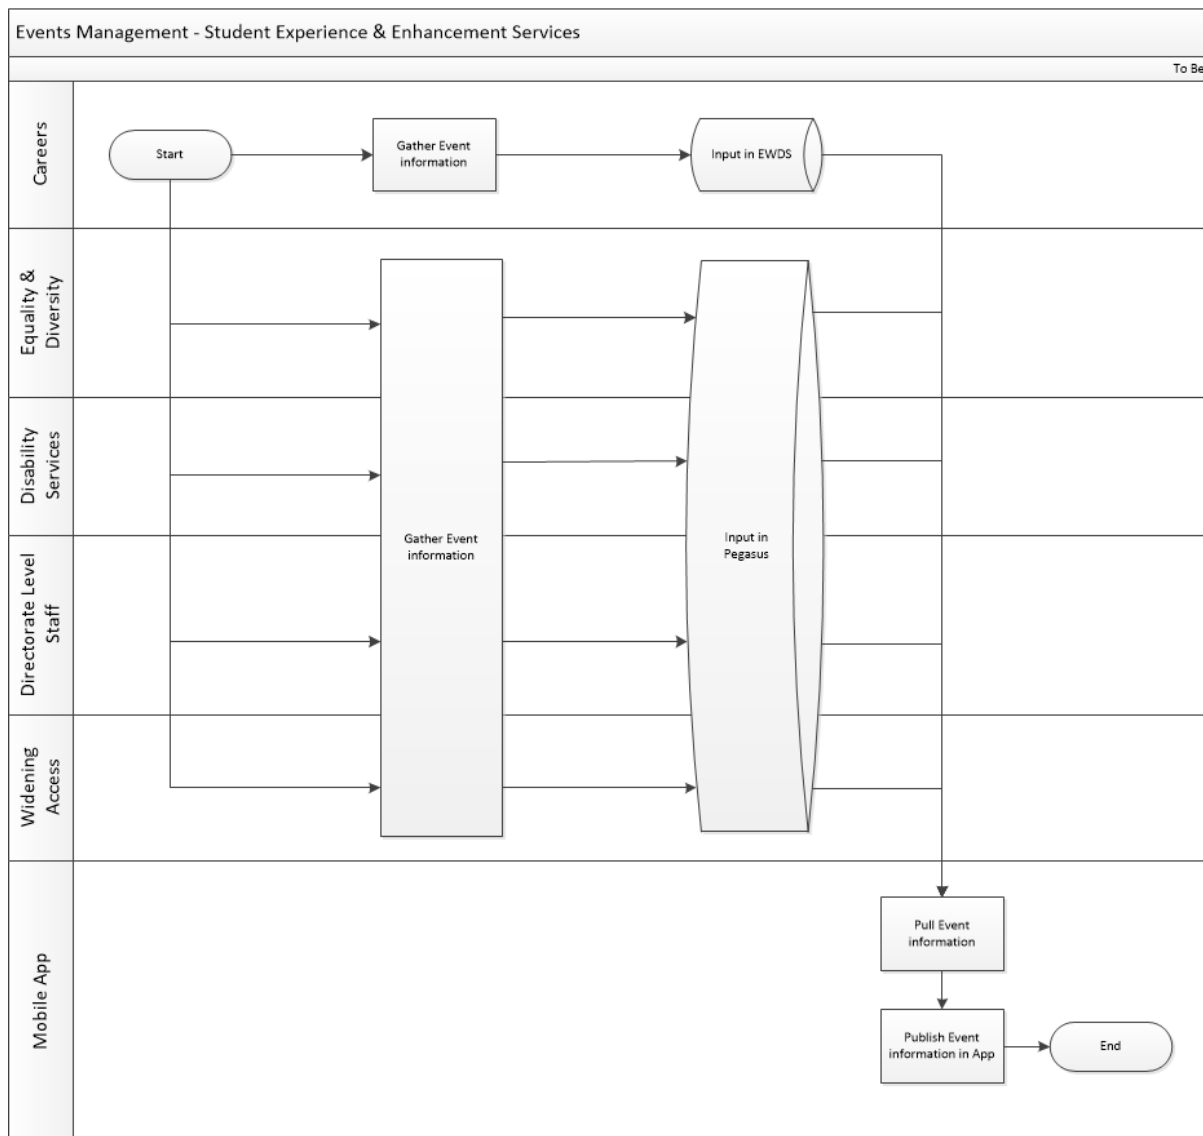 Events Management - Student Experience & Enhancement Services
To Be
Careers
Start
Gather Event
information
Input in EWDS
Equality &
Diversity
Disability
Services
Gather Event
information
Input in
Pegasus
Directorate Level
Staff
Widening
Access
Mobile App
Pull Event
information
Publish Event
information in App
End